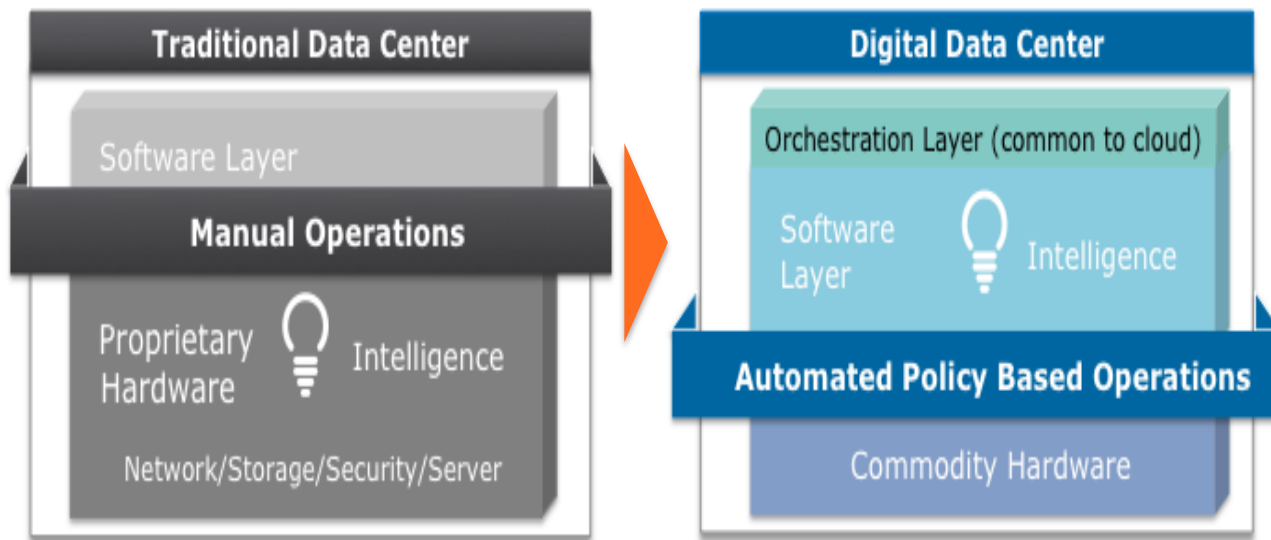 Traditional Data Center
Software Layer
Manual Operations
Proprietary
Hardware
Intelligence
Network/Storage/Security/Server
Digital Data Center
Orchestration Layer (common to cloud)
Software
Layer
Intelligence
Automated Policy Based Operations
Commodity Hardware